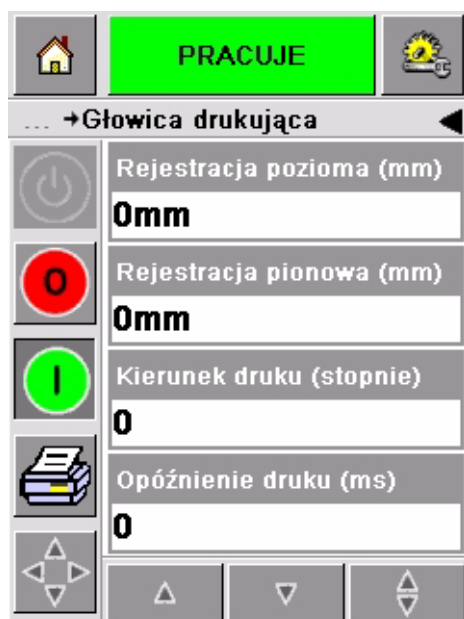 PRACUJE
... →Głowica drukująca
Rejestracja pozioma (mm)
0mm
0
Rejestracja pionowa (mm)
0mm
I
Kierunek druku (stopnie)
0
Opóźnienie druku (ms)
0